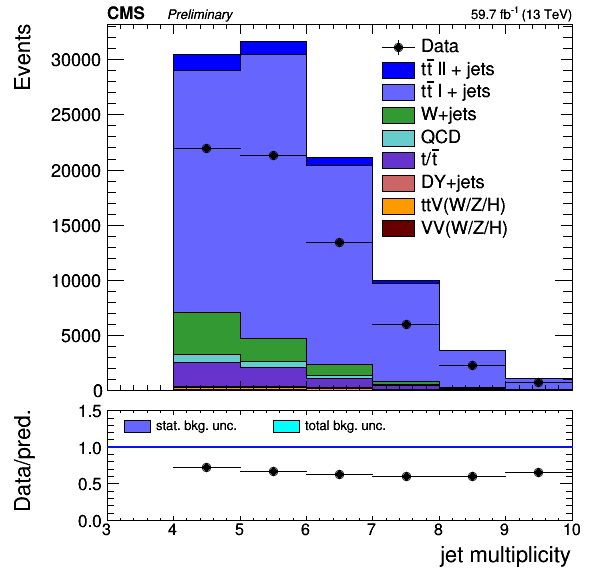 CMS Preliminary 59.7 fb⁻¹ (13 TeV)
Events
30000
25000
20000
15000
10000
5000
0
Data
tt̄ ll + jets
tt̄ l + jets
W+jets
QCD
t/t̄
DY+jets
ttV(W/Z/H)
VV(W/Z/H)
Data/pred.
1.5
1.0
0.5
0.0
stat. bkg. unc. total bkg. unc.
3 4 5 6 7 8 9 10
jet multiplicity